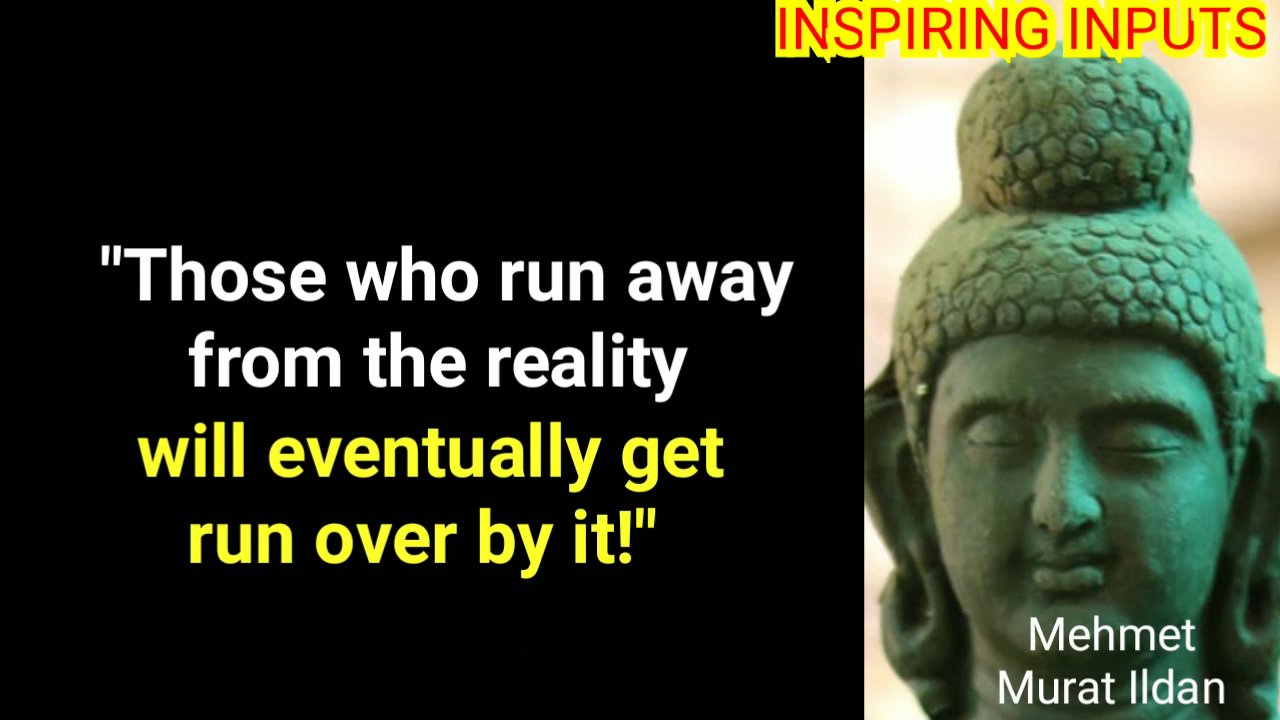 INSPIRING INPUTS
"Those who run away
from the reality
will eventually get
run over by it!"
Mehmet
Murat Ildan